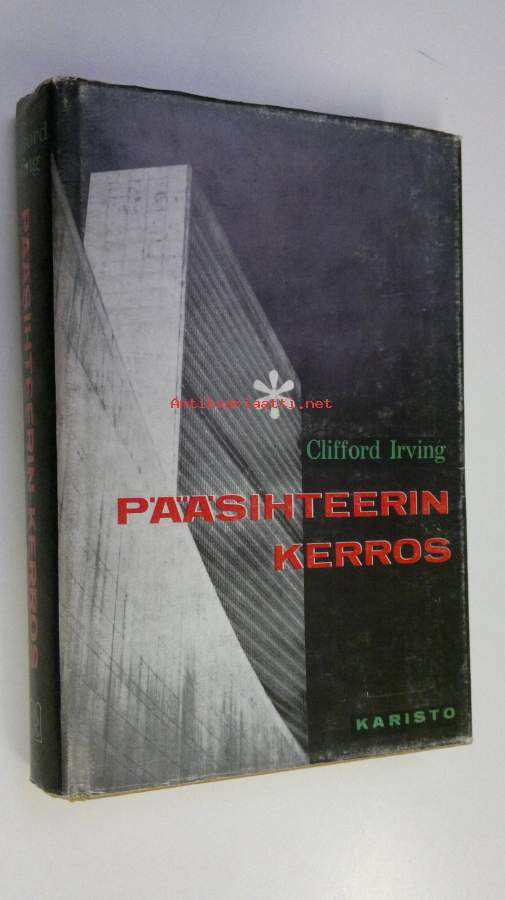 Clifford Irving
PÄÄSIHTEERIN
KERROS
KARISTO
PÄÄSIHTEERIN KERROS
Antikvariaatti.net